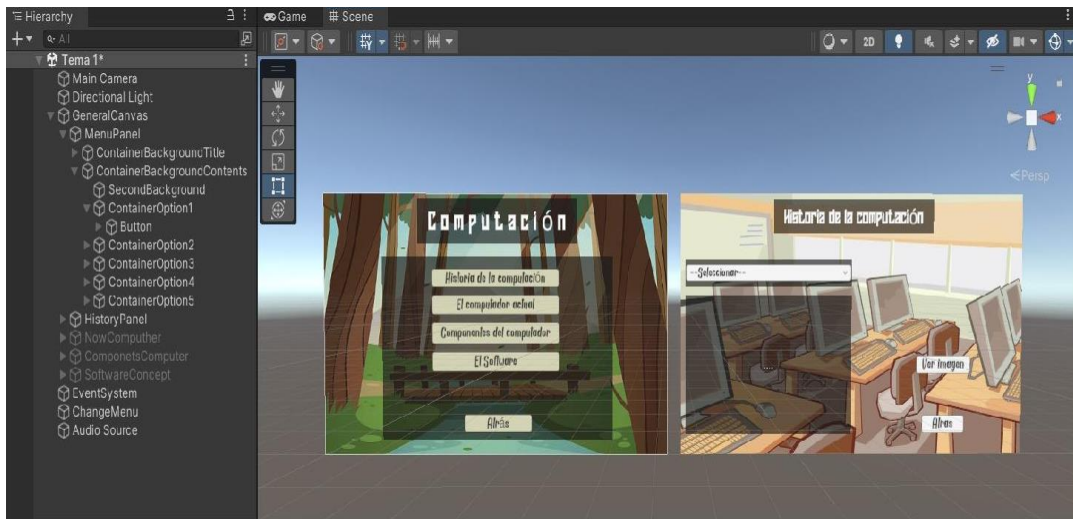 Hierarchy
All
Tema 1*
Main Camera
Directional Light
GeneralCanvas
MenuPanel
ContainerBackgroundTitle
ContainerBackgroundContents
SecondBackground
ContainerOption1
Button
ContainerOption2
ContainerOption3
ContainerOption4
ContainerOption5
HistoryPanel
NowComputher
ComponetsComputer
SoftwareConcept
EventSystem
ChangeMenu
Audio Source
Game
Scene
2D
y
x
Persp
Computación
Historia de la computación
El computador actual
Componentes del computador
El Software
Atrás
Historia de la computación
--Seleccionar--
Ver Imagen
Atras